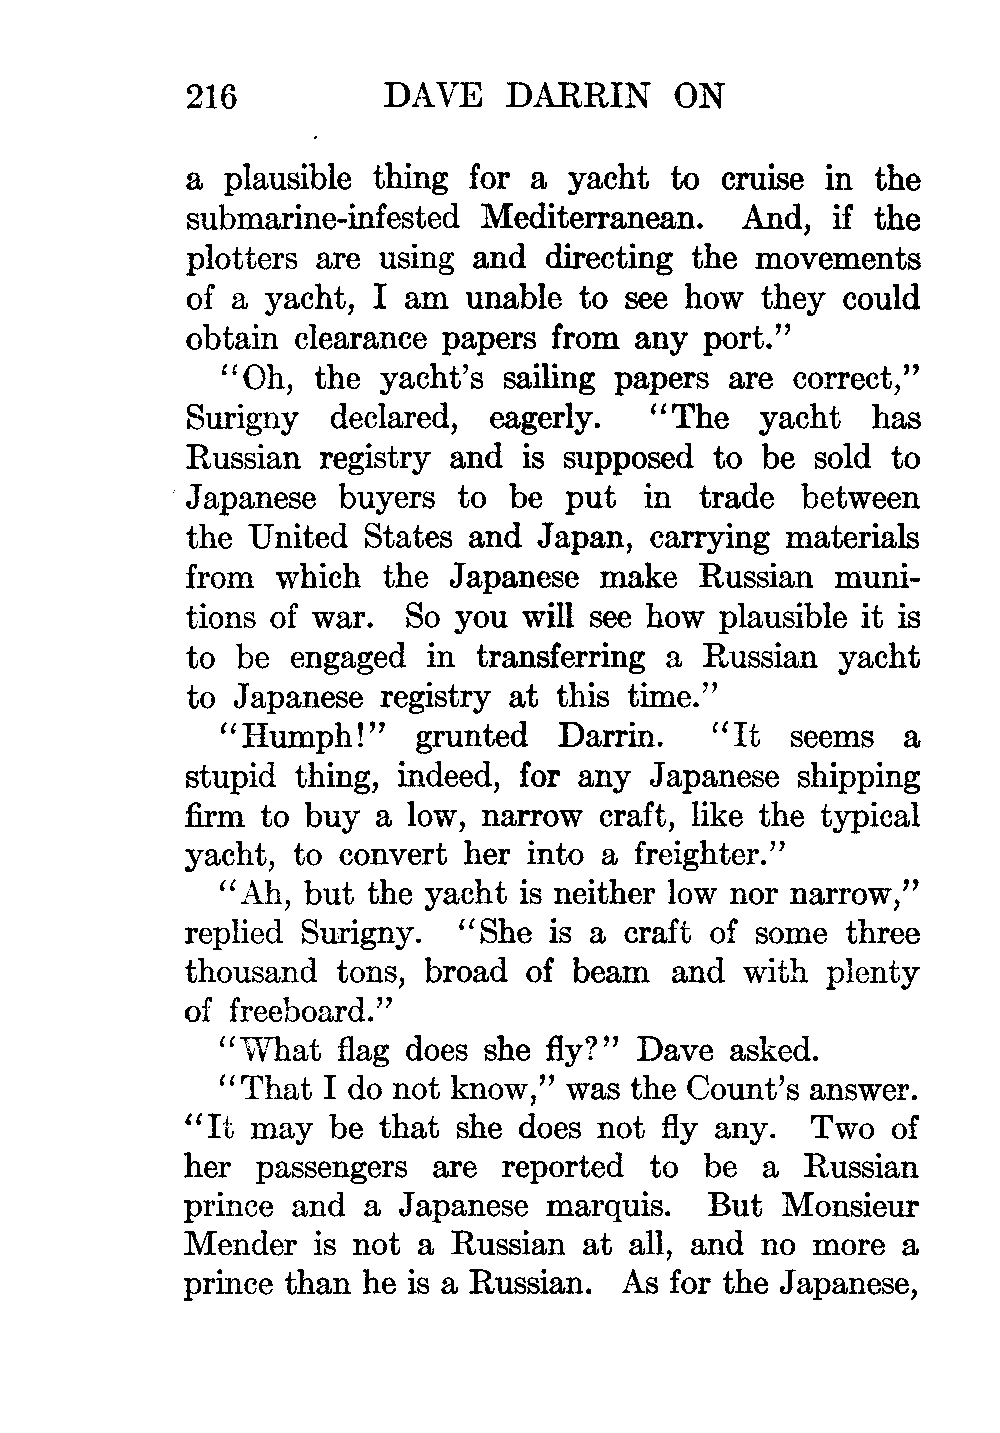 216 DAVE DARRIN ON
a plausible thing for a yacht to cruise in the
submarine-infested Mediterranean. And, if the
plotters are using and directing the movements
of a yacht, I am unable to see how they could
obtain clearance papers from any port.”
“Oh, the yacht’s sailing papers are correct,”
Surigny declared, eagerly. “The yacht has
Russian registry and is supposed to be sold to
Japanese buyers to be put in trade between
the United States and Japan, carrying materials
from which the Japanese make Russian muni-
tions of war. So you will see how plausible it is
to be engaged in transferring a Russian yacht
to Japanese registry at this time.”
“Humph!” grunted Darrin. “It seems a
stupid thing, indeed, for any Japanese shipping
firm to buy a low, narrow craft, like the typical
yacht, to convert her into a freighter.”
“Ah, but the yacht is neither low nor narrow,”
replied Surigny. “She is a craft of some three
thousand tons, broad of beam and with plenty
of freeboard.”
“What flag does she fly?” Dave asked.
“That I do not know,” was the Count’s answer.
“It may be that she does not fly any. Two of
her passengers are reported to be a Russian
prince and a Japanese marquis. But Monsieur
Mender is not a Russian at all, and no more a
prince than he is a Russian. As for the Japanese,